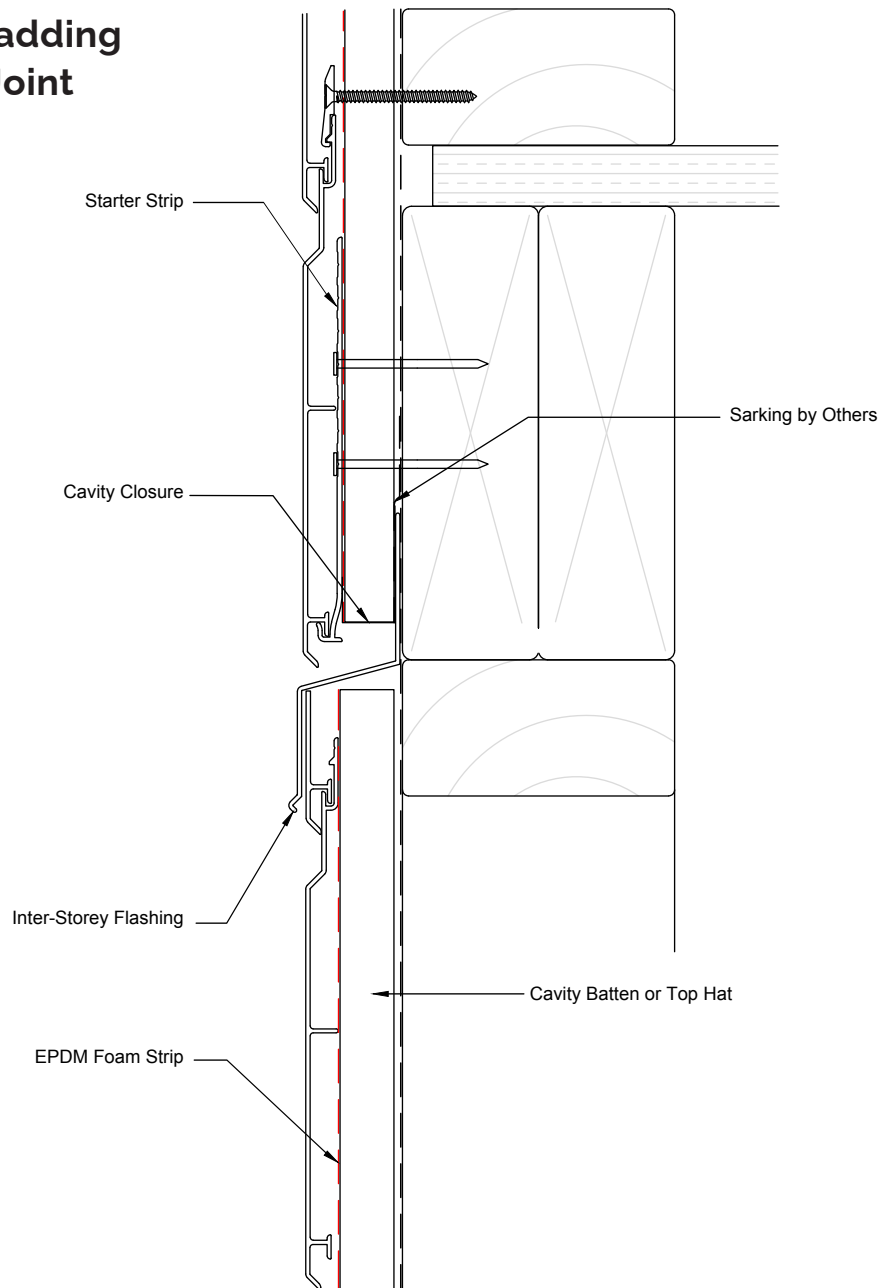 adding
Joint
Starter Strip
Sarking by Others
Cavity Closure
Inter-Storey Flashing
Cavity Batten or Top Hat
EPDM Foam Strip